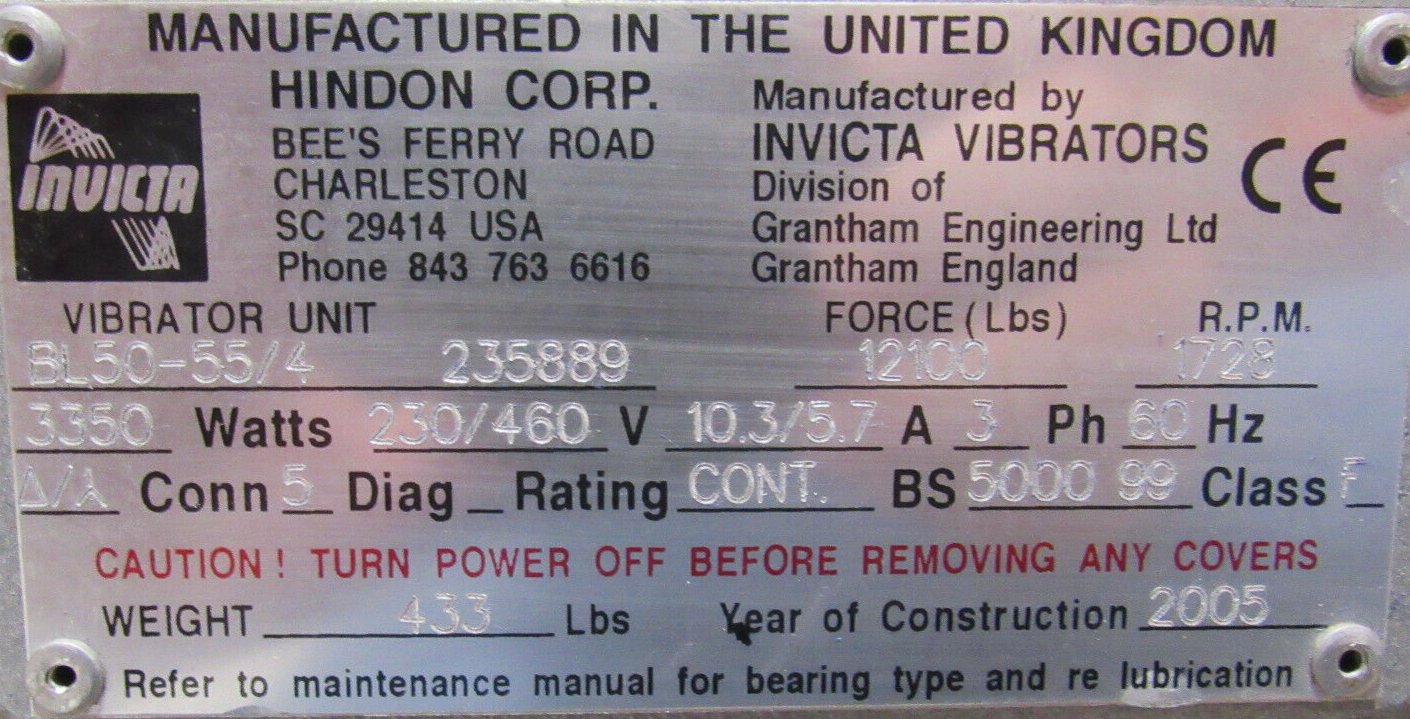 MANUFACTURED IN THE UNITED KINGDOM
INVICTA
HINDON CORP.
BEE'S FERRY ROAD
CHARLESTON
SC 29414 USA
Phone 843 763 6616
Manufactured by
INVICTA VIBRATORS
Division of
Grantham Engineering Ltd
Grantham England
CE
VIBRATOR UNIT FORCE (Lbs) R.P.M.
BL50-55/4 235889 12100 1728
3350 Watts 230/460 V 10.3/5.7 A 3 Ph 60 Hz
Δ/⅄ Conn 5 Diag Rating CONT. BS 5000 99 Class F
CAUTION ! TURN POWER OFF BEFORE REMOVING ANY COVERS
WEIGHT 433 Lbs Year of Construction 2005
Refer to maintenance manual for bearing type and re lubrication